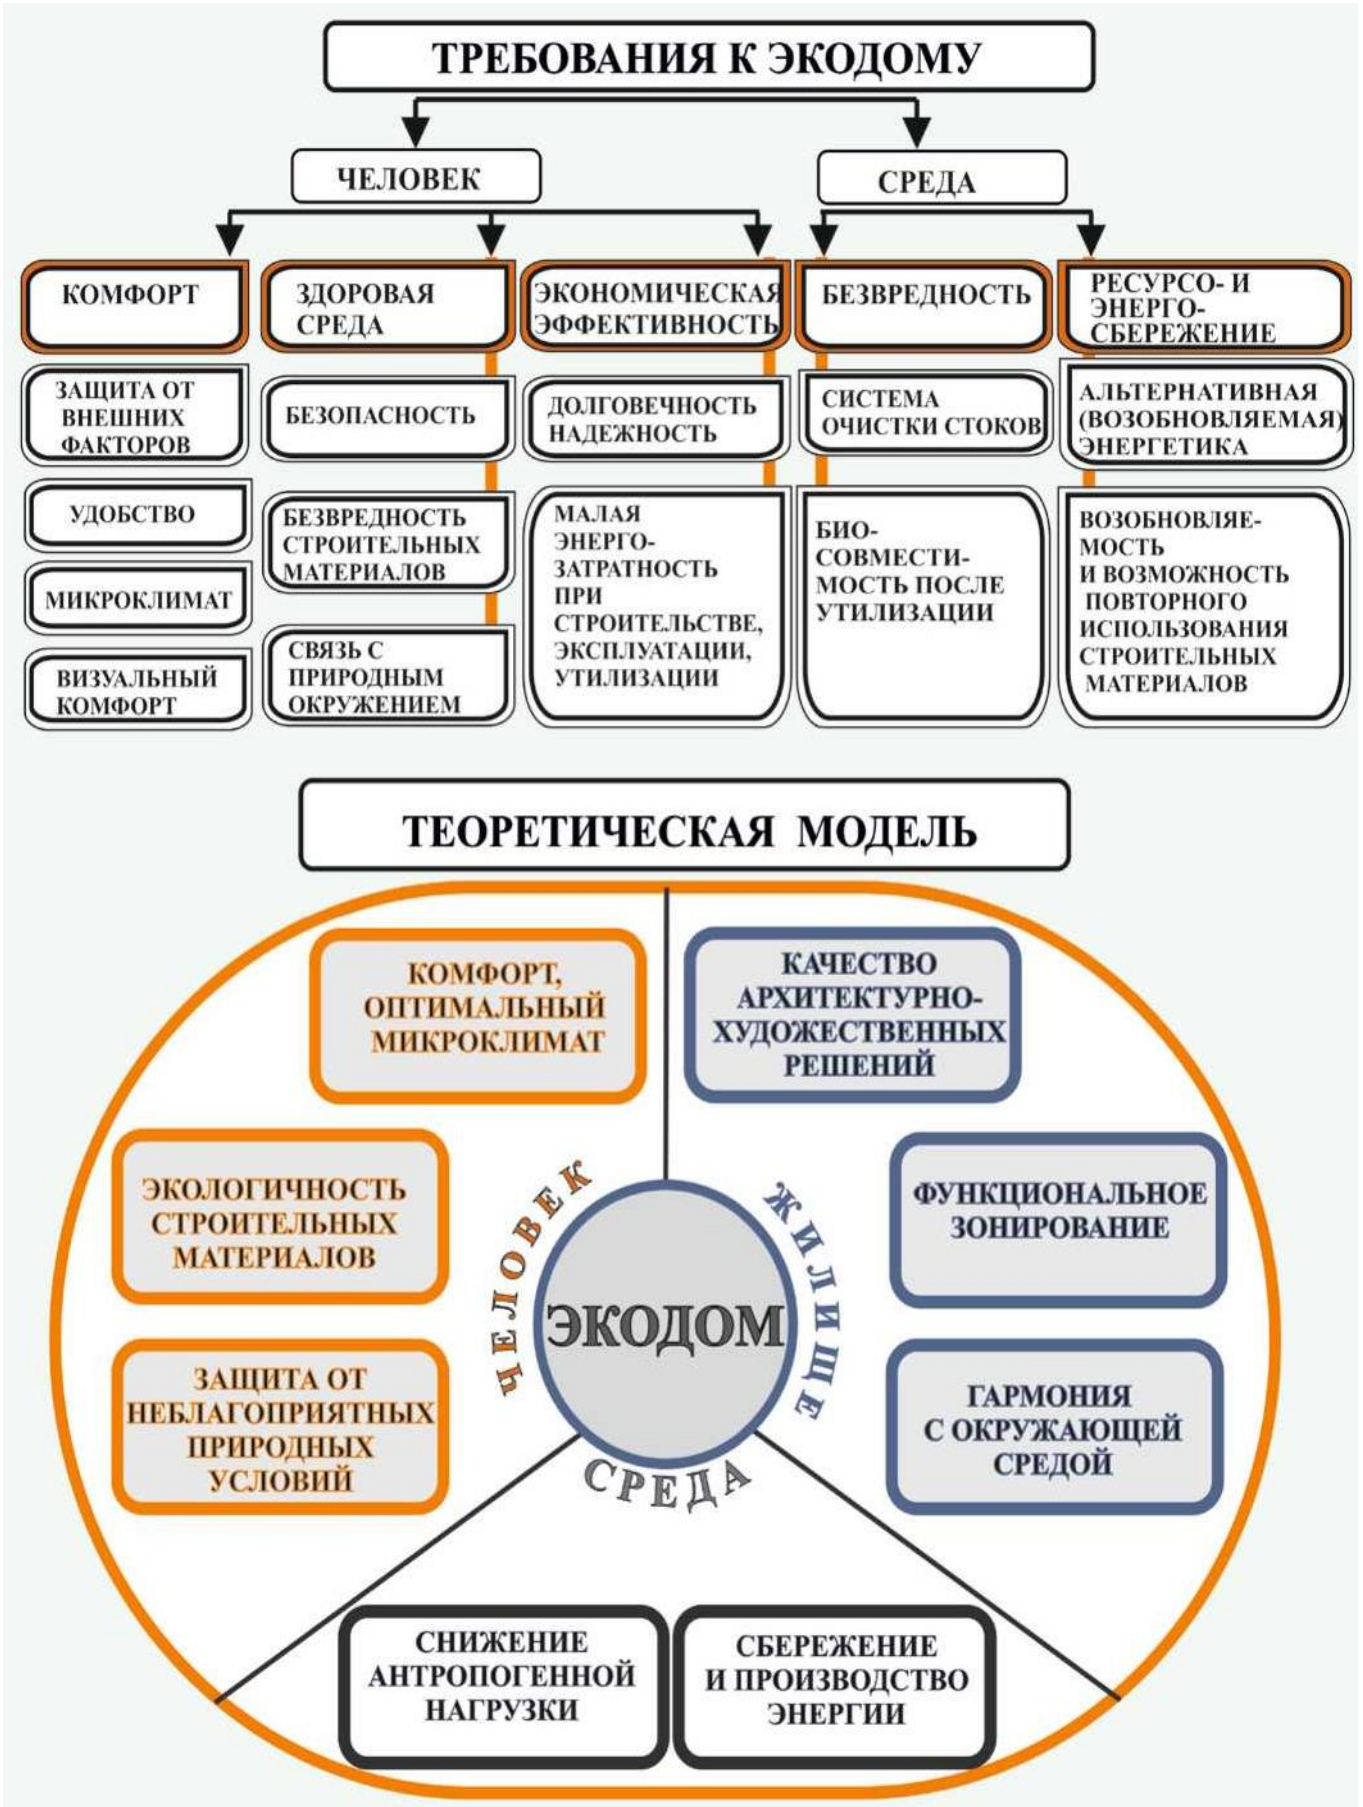 ТРЕБОВАНИЯ К ЭКОДОМУ
ЧЕЛОВЕК
СРЕДА
КОМФОРТ
ЗДОРОВАЯ
СРЕДА
ЭКОНОМИЧЕСКАЯ
ЭФФЕКТИВНОСТЬ
БЕЗВРЕДНОСТЬ
РЕСУРСО- И
ЭНЕРГО-
СБЕРЕЖЕНИЕ
ЗАЩИТА ОТ
ВНЕШНИХ
ФАКТОРОВ
УДОБСТВО
МИКРОКЛИМАТ
ВИЗУАЛЬНЫЙ
КОМФОРТ
БЕЗОПАСНОСТЬ
БЕЗВРЕДНОСТЬ
СТРОИТЕЛЬНЫХ
МАТЕРИАЛОВ
СВЯЗЬ С
ПРИРОДНЫМ
ОКРУЖЕНИЕМ
ДОЛГОВЕЧНОСТЬ
НАДЕЖНОСТЬ
МАЛАЯ
ЭНЕРГО-
ЗАТРАТНОСТЬ
ПРИ
СТРОИТЕЛЬСТВЕ,
ЭКСПЛУАТАЦИИ,
УТИЛИЗАЦИИ
СИСТЕМА
ОЧИСТКИ СТОКОВ
БИО-
СОВМЕСТИ-
МОСТЬ ПОСЛЕ
УТИЛИЗАЦИИ
АЛЬТЕРНАТИВНАЯ
(ВОЗОБНОВЛЯЕМАЯ)
ЭНЕРГЕТИКА
ВОЗОБНОВЛЯЕ-
МОСТЬ
И ВОЗМОЖНОСТЬ
ПОВТОРНОГО
ИСПОЛЬЗОВАНИЯ
СТРОИТЕЛЬНЫХ
МАТЕРИАЛОВ
ТЕОРЕТИЧЕСКАЯ МОДЕЛЬ
КОМФОРТ,
ОПТИМАЛЬНЫЙ
МИКРОКЛИМАТ
КАЧЕСТВО
АРХИТЕКТУРНО-
ХУДОЖЕСТВЕННЫХ
РЕШЕНИЙ
ЭКОЛОГИЧНОСТЬ
СТРОИТЕЛЬНЫХ
МАТЕРИАЛОВ
ФУНКЦИОНАЛЬНОЕ
ЗОНИРОВАНИЕ
ЧЕЛОВЕК
ЖИЛИЩЕ
ЭКОДОМ
СРЕДА
ЗАЩИТА ОТ
НЕБЛАГОПРИЯТНЫХ
ПРИРОДНЫХ
УСЛОВИЙ
ГАРМОНИЯ
С ОКРУЖАЮЩЕЙ
СРЕДОЙ
СНИЖЕНИЕ
АНТРОПОГЕННОЙ
НАГРУЗКИ
СБЕРЕЖЕНИЕ
И ПРОИЗВОДСТВО
ЭНЕРГИИ